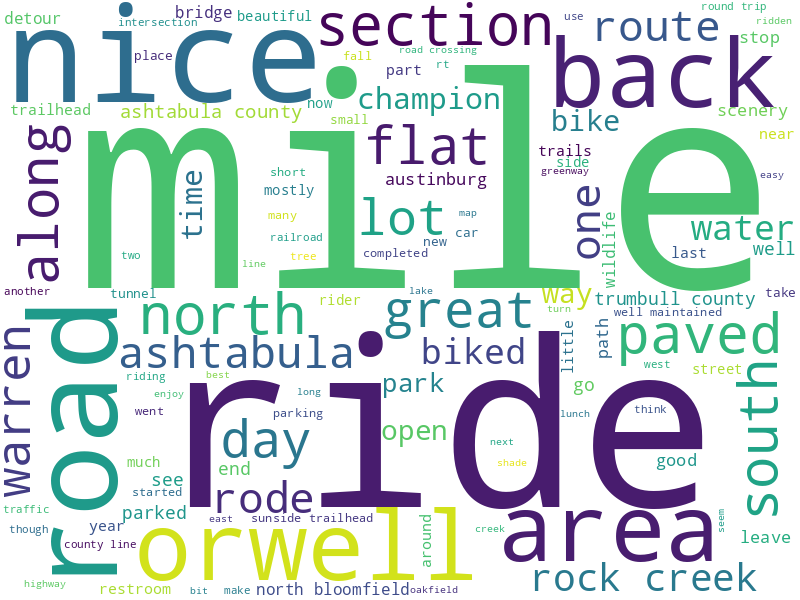 detour
intersection
bridge
beautiful
nice
section
route
round trip
use
ridden
stop
place
fall
road crossing
rt
part
back
trailhead
ashtabula county
now
champion
small
scenery
bike
near
along
mile
flat
trails
side
greenway
easy
time
short
mostly
austinburg
many
lot
railroad
map
new
car
completed
one
wildlife
water
last
well
two
line
tree
another
tunnel
lake
rider
way
trumbull county
take
north
great
turn
well maintained
paved
warren
road
ashtabula
biked
little
path
west
street
south
riding
best
park
go
enjoy
long
ride
went
parking
lunch
think
day
open
next
much
see
end
shade
good
started
rode
traffic
parked
though
year
east
sunside trailhead
orwell
around
creek
area
seem
leave
county line
highway
restroom
bit
make
north bloomfield
oakfield
rock creek